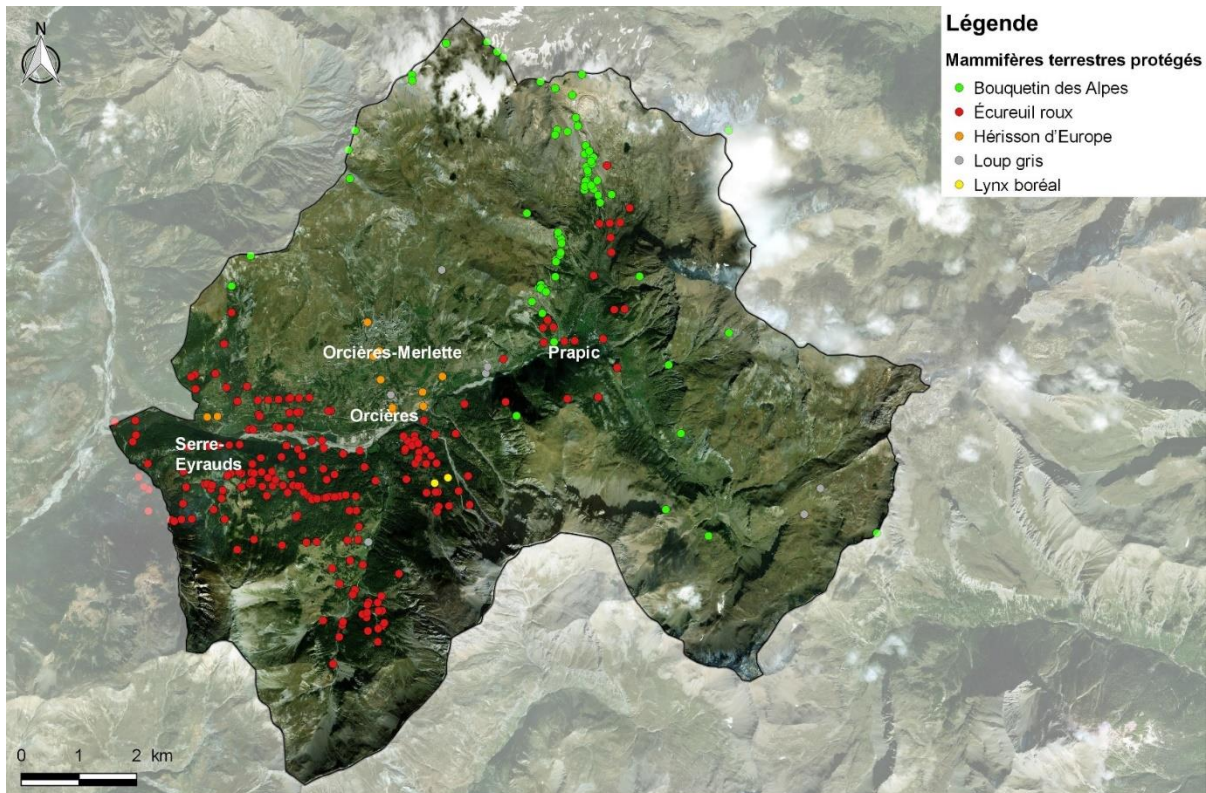 N
Légende
Mammifères terrestres protégés
Bouquetin des Alpes
Écureuil roux
Hérisson d'Europe
Loup gris
Lynx boréal
Orcières-Merlette
Prapic
Orcières
Serre-
Eyrauds
0 1 2 km